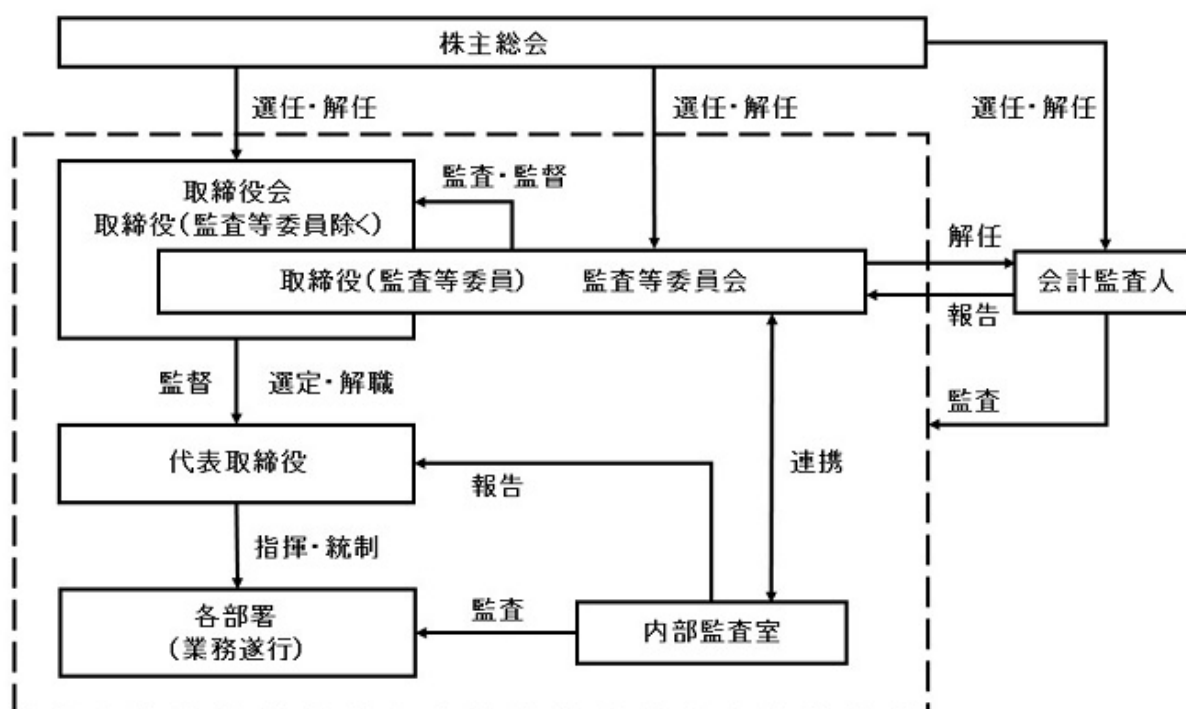 株主総会
選任・解任
選任・解任
選任・解任
取締役会
取締役(監査等委員除く)
監査・監督
取締役(監査等委員)　監査等委員会
解任
報告
会計監査人
監査
監督
選定・解職
代表取締役
報告
連携
指揮・統制
各部署
(業務遂行)
監査
内部監査室